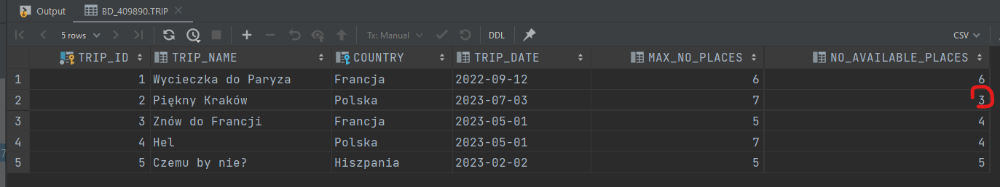 Output BD_409890.TRIP
5 rows Tx: Manual DDL CSV
TRIP_ID TRIP_NAME COUNTRY TRIP_DATE MAX_NO_PLACES NO_AVAILABLE_PLACES
1 1 Wycieczka do Paryza Francja 2022-09-12 6 6
2 2 Piękny Kraków Polska 2023-07-03 7 3
3 3 Znów do Francji Francja 2023-05-01 5 4
4 4 Hel Polska 2023-05-01 7 4
5 5 Czemu by nie? Hiszpania 2023-02-02 5 5
7